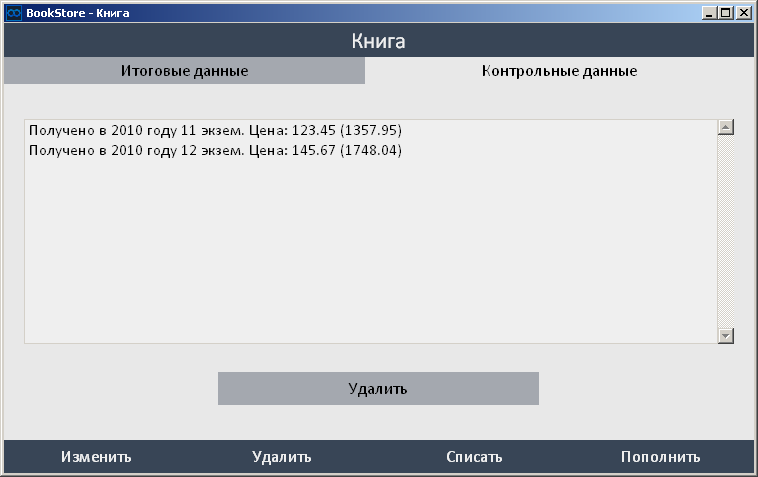 BookStore - Книга
Книга
Итоговые данные
Контрольные данные
Получено в 2010 году 11 экзем. Цена: 123.45 (1357.95)
Получено в 2010 году 12 экзем. Цена: 145.67 (1748.04)
Удалить
Изменить Удалить Списать Пополнить